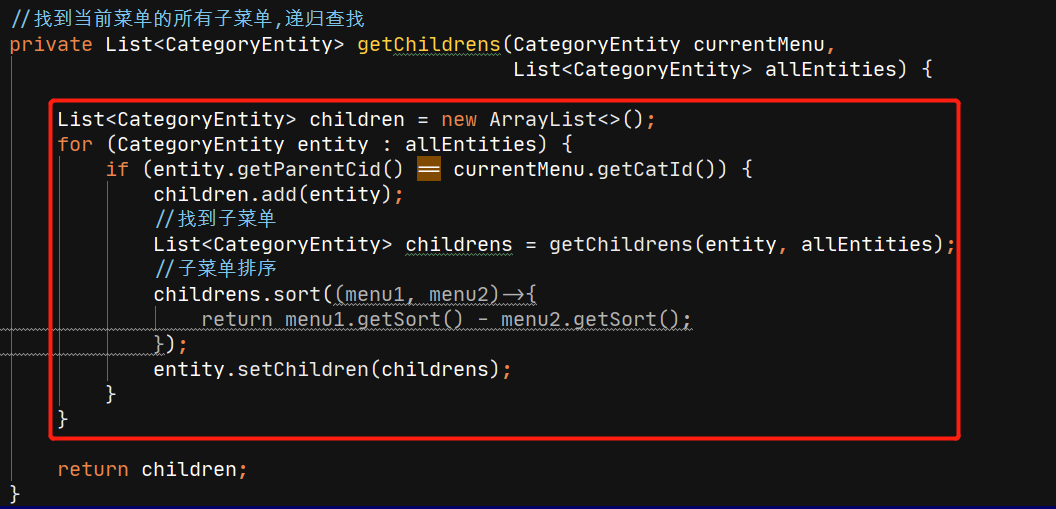 //找到当前菜单的所有子菜单,递归查找
private List<CategoryEntity> getChildrens(CategoryEntity currentMenu,
List<CategoryEntity> allEntities) {
List<CategoryEntity> children = new ArrayList<>();
for (CategoryEntity entity : allEntities) {
if (entity.getParentCid() == currentMenu.getCatId()) {
children.add(entity);
//找到子菜单
List<CategoryEntity> childrens = getChildrens(entity, allEntities);
//子菜单排序
childrens.sort((menu1, menu2)->{
return menu1.getSort() - menu2.getSort();
});
entity.setChildren(childrens);
}
}
return children;
}